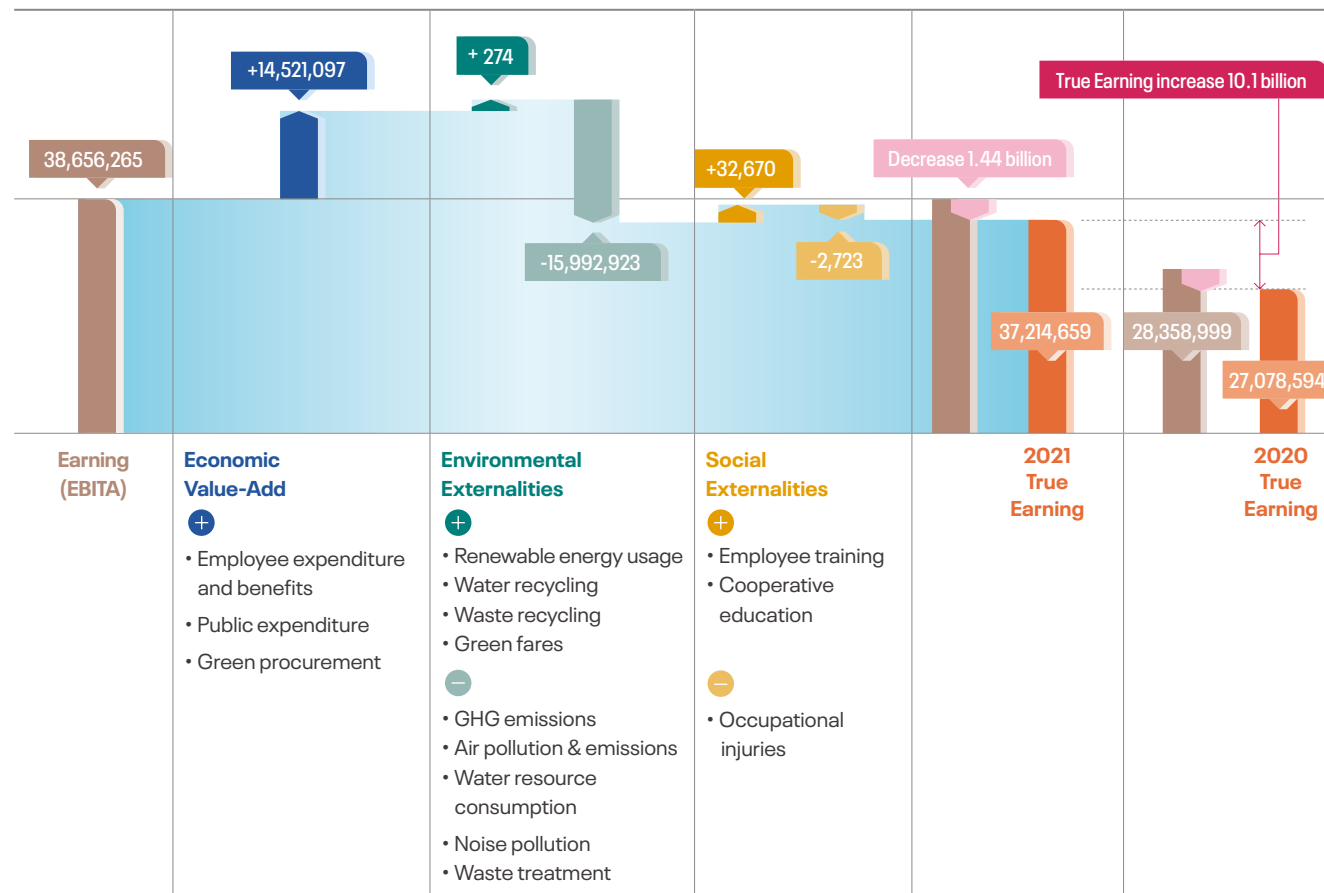 +14,521,097
+ 274
True Earning increase 10.1 billion
38,656,265
+32,670
Decrease 1.44 billion
-15,992,923
-2,723
37,214,659
28,358,999
27,078,594
Earning
(EBITA)
Economic
Value-Add
+
• Employee expenditure
and benefits
• Public expenditure
• Green procurement
Environmental
Externalities
+
• Renewable energy usage
• Water recycling
• Waste recycling
• Green fares
−
• GHG emissions
• Air pollution & emissions
• Water resource
consumption
• Noise pollution
• Waste treatment
Social
Externalities
+
• Employee training
• Cooperative
education
−
• Occupational
injuries
2021
True
Earning
2020
True
Earning